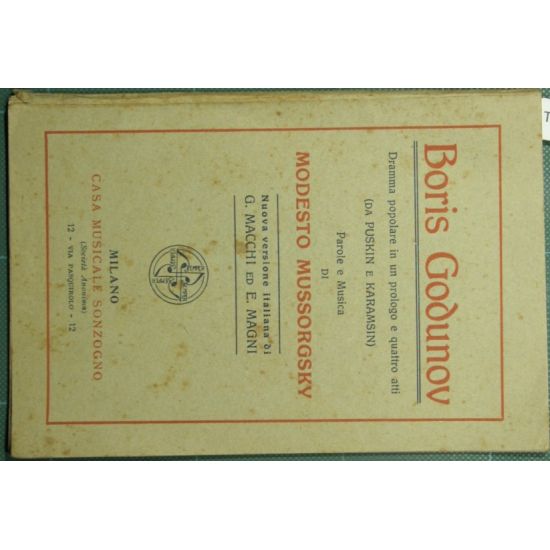 Boris Godunov
Dramma popolare in un prologo e quattro atti
(DA PUSKIN E KARAMSIN)
Parole e Musica
DI
MODESTO MUSSORGSKY
Nuova versione italiana di
G. MACCHI ED E. MAGNI
SEMPER
MILANO
CASA MUSICALE SONZOGNO
(Società Anonima)
12 - VIA PASQUIROLO - 12
T